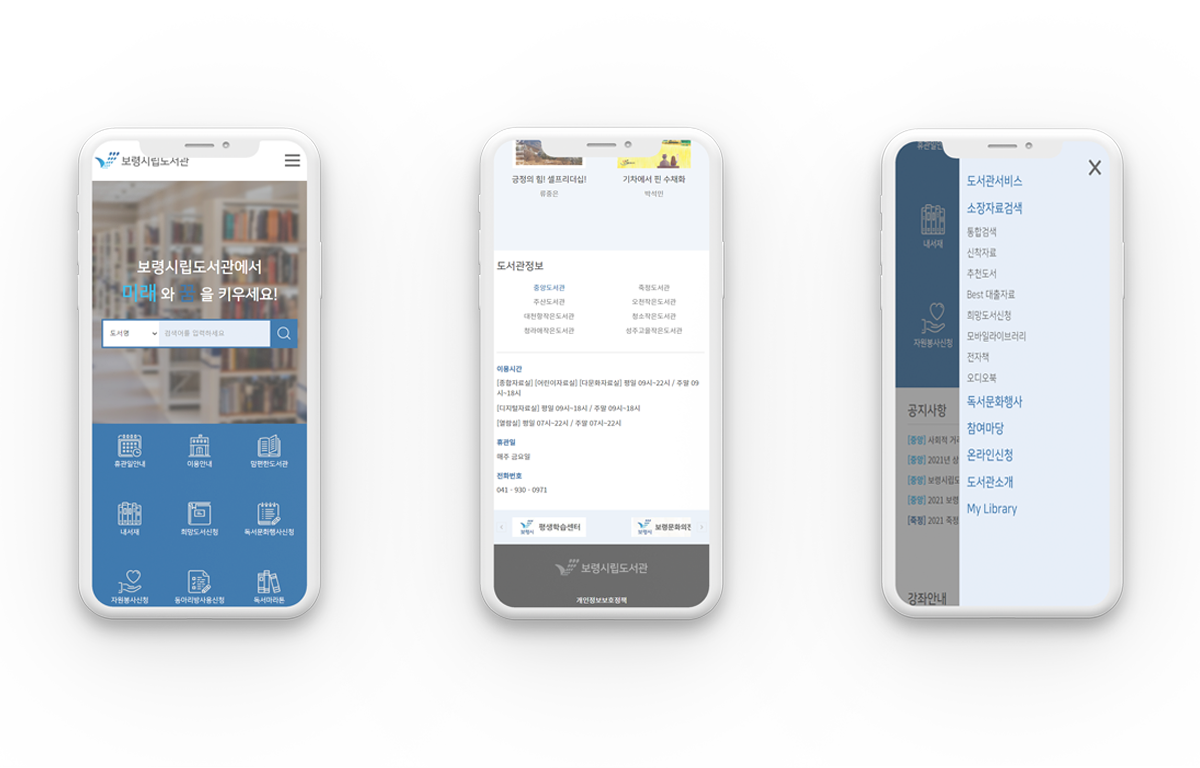 보령시립도서관
보령시립도서관에서
미래 와 꿈 을 키우세요!
도서명
검색어를 입력하세요
휴관일안내
이용안내
맘편한도서관
내서재
희망도서신청
독서문화행사신청
자원봉사신청
동아리방사용신청
독서마라톤
긍정의 힘! 셀프리더십!
기차에서 핀 수채화
류종은
박석민
도서관정보
중앙도서관
죽정도서관
주산도서관
오천작은도서관
대천항작은도서관
청소작은도서관
청라애작은도서관
성주고을작은도서관
이용시간
[종합자료실] [어린이자료실] [다문화자료실] 평일 09시~22시 / 주말 09
시~18시
[디지털자료실] 평일 09시~18시 / 주말 09시~18시
[열람실] 평일 07시~22시 / 주말 07시~22시
휴관일
매주 금요일
전화번호
041 - 930 - 0971
보령시
평생학습센터
보령시
보령문화의전
보령시립도서관
개인정보보호정책
휴관일안
내서재
자원봉사신청
공지사항
[중앙] 사회적 거리
[중앙] 2021년 상
[중앙] 보령시립도
[중앙] 2021 보령
[죽정] 2021 죽정
강좌안내
X
도서관서비스
소장자료검색
통합검색
신착자료
추천도서
Best 대출자료
희망도서신청
모바일라이브러리
전자책
오디오북
독서문화행사
참여마당
온라인신청
도서관소개
My Library